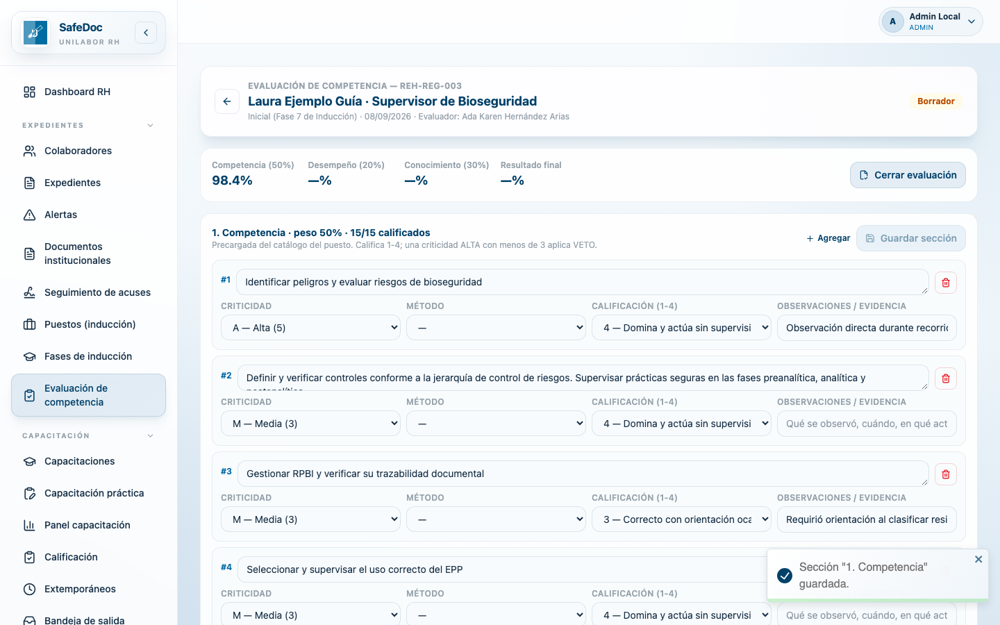 SafeDoc
UNILABOR RH
Dashboard RH
EXPEDIENTES
Colaboradores
Expedientes
Alertas
Documentos
institucionales
Seguimiento de acuses
Puestos (inducción)
Fases de inducción
Evaluación de
competencia
CAPACITACIÓN
Capacitaciones
Capacitación práctica
Panel capacitación
Calificación
Extemporáneos
Bandeja de salida
A
Admin Local
ADMIN
EVALUACIÓN DE COMPETENCIA — REH-REG-003
Laura Ejemplo Guía · Supervisor de Bioseguridad
Inicial (Fase 7 de Inducción) · 08/09/2026 · Evaluador: Ada Karen Hernández Arias
Borrador
Competencia (50%) Desempeño (20%) Conocimiento (30%) Resultado final
98.4% —% —% —%
Cerrar evaluación
1. Competencia · peso 50% · 15/15 calificados
Precargada del catálogo del puesto. Califica 1-4; una criticidad ALTA con menos de 3 aplica VETO.
+ Agregar
Guardar sección
#1 Identificar peligros y evaluar riesgos de bioseguridad
CRITICIDAD MÉTODO CALIFICACIÓN (1-4) OBSERVACIONES / EVIDENCIA
A — Alta (5) — 4 — Domina y actúa sin supervisi Observación directa durante recorric
#2 Definir y verificar controles conforme a la jerarquía de control de riesgos. Supervisar prácticas seguras en las fases preanalítica, analítica y
CRITICIDAD MÉTODO CALIFICACIÓN (1-4) OBSERVACIONES / EVIDENCIA
M — Media (3) — 4 — Domina y actúa sin supervisi Qué se observó, cuándo, en qué act
#3 Gestionar RPBI y verificar su trazabilidad documental
CRITICIDAD MÉTODO CALIFICACIÓN (1-4) OBSERVACIONES / EVIDENCIA
M — Media (3) — 3 — Correcto con orientación oca Requirió orientación al clasificar resi
#4 Seleccionar y supervisar el uso correcto del EPP
CRITICIDAD MÉTODO CALIFICACIÓN (1-4)
M — Media (3) — 4 — Domina y actúa sin supervisi Qué se observó, cuándo, en qué act
Sección "1. Competencia"
guardada.